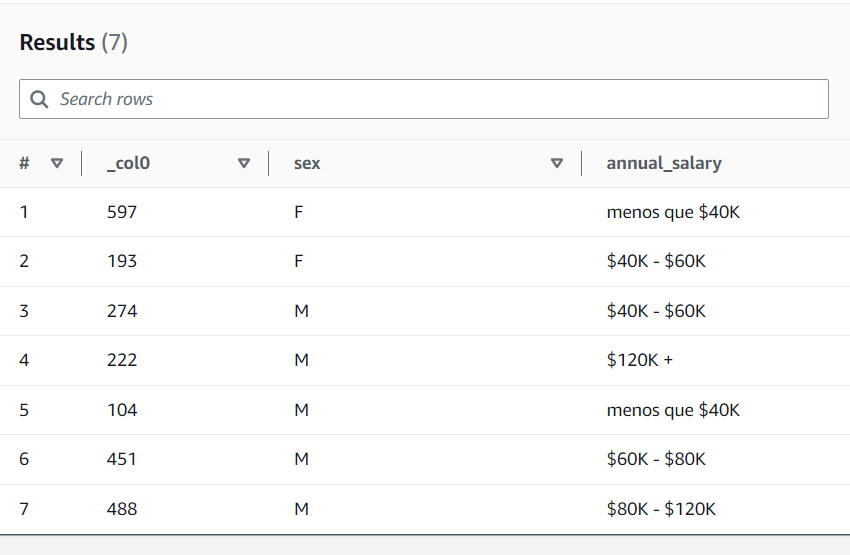 Results (7)
Search rows
# _col0 sex annual_salary
1 597 F menos que $40K
2 193 F $40K - $60K
3 274 M $40K - $60K
4 222 M $120K +
5 104 M menos que $40K
6 451 M $60K - $80K
7 488 M $80K - $120K